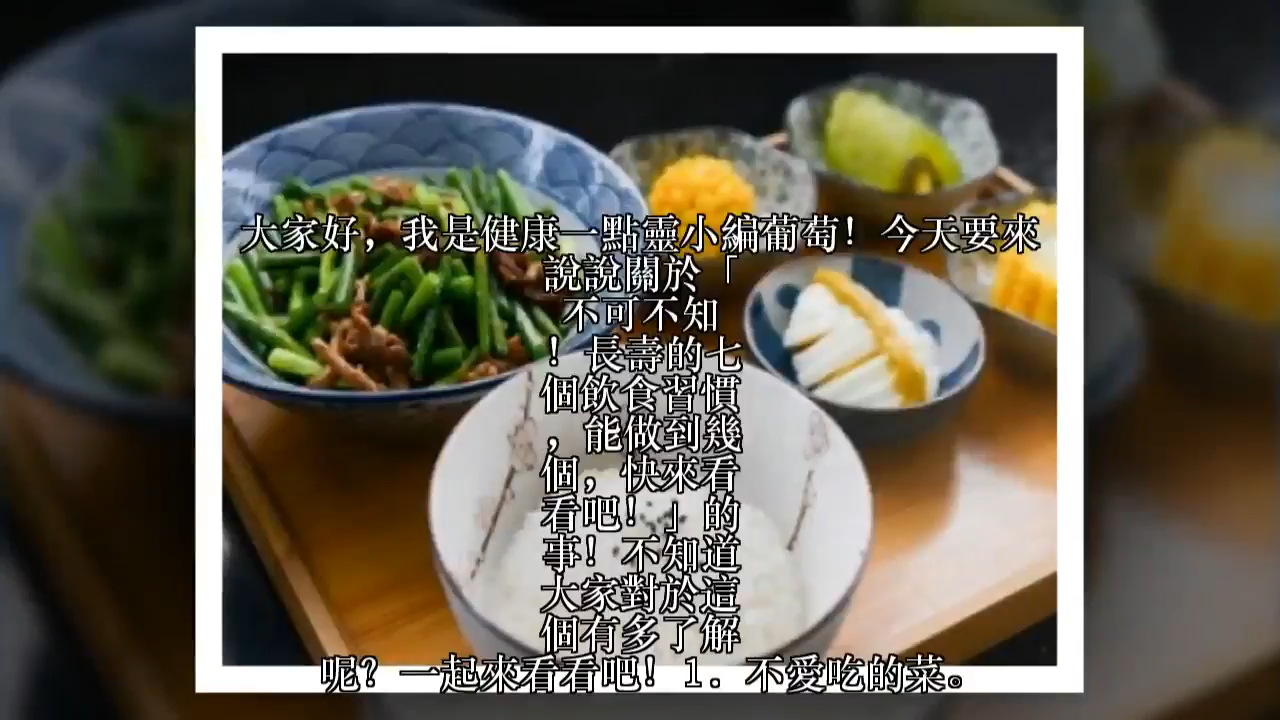 大家好，我是健康一點靈小編葡萄！今天要來
說說關於「
不可不知
！長壽的七
個飲食習慣
，能做到幾
個，快來看
看吧！」的
事！不知道
大家對於這
個有多了解
呢？一起來看看吧！1. 不愛吃的菜。